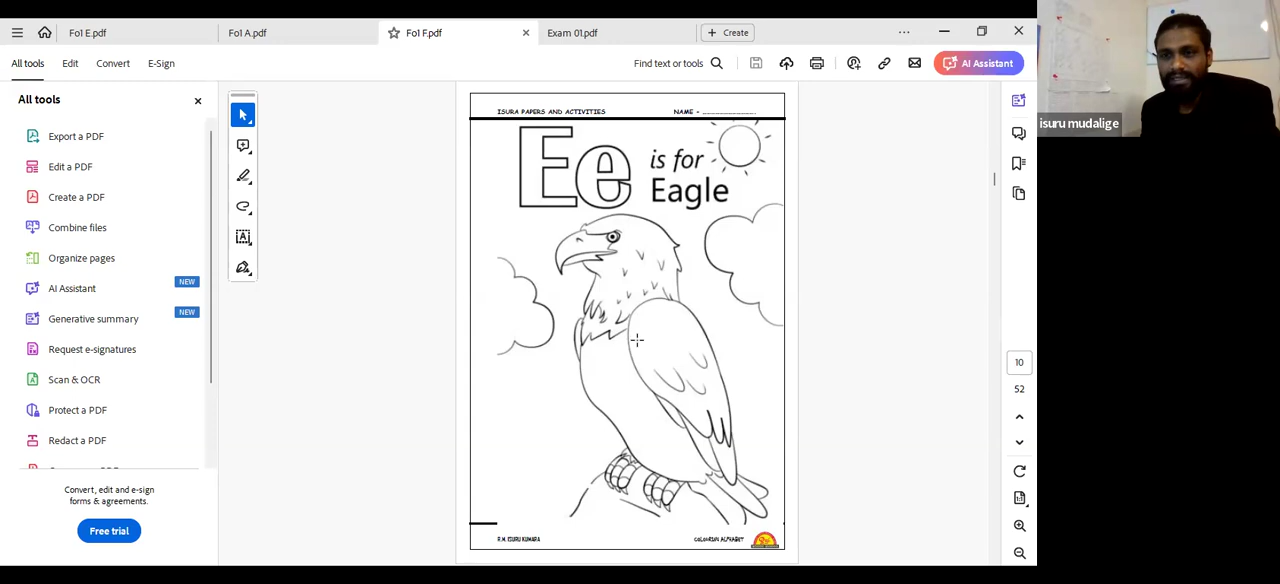 Fo1 E.pdf
Fo1 A.pdf
Fo1 F.pdf
Exam 01.pdf
Create
All tools
Edit
Convert
E-Sign
Find text or tools
AI Assistant
All tools
Export a PDF
Edit a PDF
Create a PDF
Combine files
Organize pages
AI Assistant
NEW
Generative summary
NEW
Request e-signatures
Scan & OCR
Protect a PDF
Redact a PDF
Convert, edit and e-sign
forms & agreements.
Free trial
ISURA PAPERS AND ACTIVITIES
NAME -
Ee is for
Eagle
R.M. ISURU KUMARA
COLOURING ALPHABET
10
52
isuru mudalige